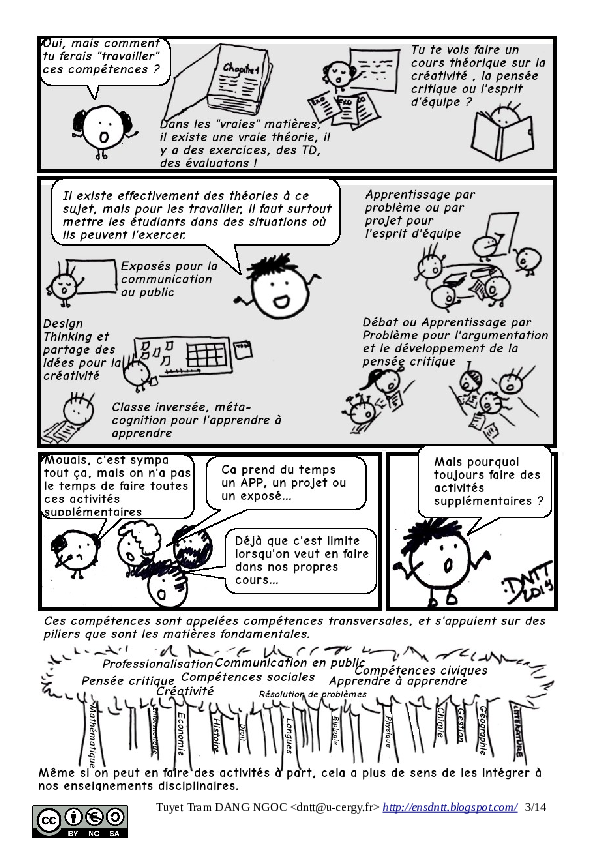 Oui, mais comment
tu ferais "travailler"
ces compétences ?
Chapitre 1
Dans les "vraies" matières,
il existe une vraie théorie, il
y a des exercices, des TD,
des évaluatons !
Exo
Tu te vois faire un
cours théorique sur la
créativité , la pensée
critique ou l'esprit
d'équipe ?
Il existe effectivement des théories à ce
sujet, mais pour les travailler, il faut surtout
mettre les étudiants dans des situations où
ils peuvent l'exercer.
Apprentissage par
problème ou par
projet pour
l'esprit d'équipe
Exposés pour la
communication
au public
Design
Thinking et
partage des
idées pour la
créativité
Débat ou Apprentissage par
Problème pour l'argumentation
et le développement de la
pensée critique
Classe inversée, méta-
cognition pour l'apprendre à
apprendre
Mouais, c'est sympa
tout ça, mais on n'a pas
le temps de faire toutes
ces activités
supplémentaires
Ca prend du temps
un APP, un projet ou
un exposé...
Déjà que c'est limite
lorsqu'on veut en faire
dans nos propres
cours...
Mais pourquoi
toujours faire des
activités
supplémentaires ?
:DNTT
2019
Ces compétences sont appelées compétences transversales, et s'appuient sur des
piliers que sont les matières fondamentales.
Professionalisation
Communication en public
Compétences civiques
Pensée critique
Compétences sociales
Apprendre à apprendre
Créativité
Résolution de problèmes
Mathématique
Economie
Histoire
Droit
Langues
Biologie
Physique
Chimie
Gestion
Géographie
Littérature
Même si on peut en faire des activités à part, cela a plus de sens de les intégrer à
nos enseignements disciplinaires.
cc BY NC SA
Tuyet Tram DANG NGOC <dntt@u-cergy.fr> http://ensdntt.blogspot.com/ 3/14